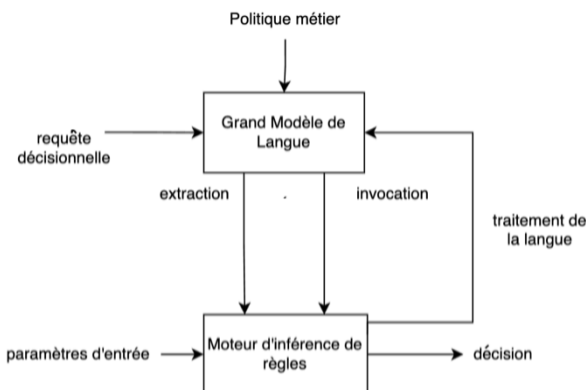 Politique métier
Grand Modèle de
Langue
requête
décisionnelle
extraction
invocation
traitement de
la langue
paramètres d'entrée
Moteur d'inférence de
règles
décision